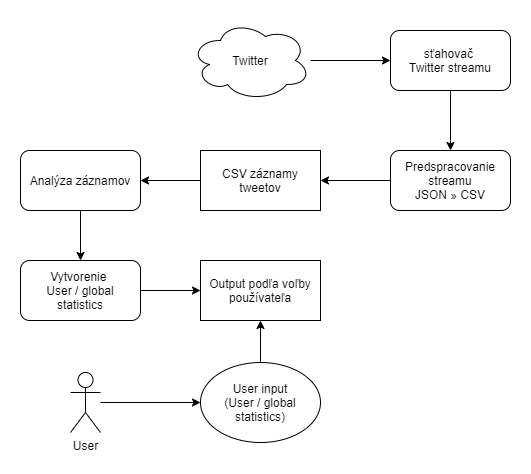 Twitter
sťahovač
Twitter streamu
Predspracovanie
streamu
JSON » CSV
CSV záznamy
tweetov
Analýza záznamov
Vytvorenie
User / global
statistics
Output podľa voľby
používateľa
User input
(User / global
statistics)
User